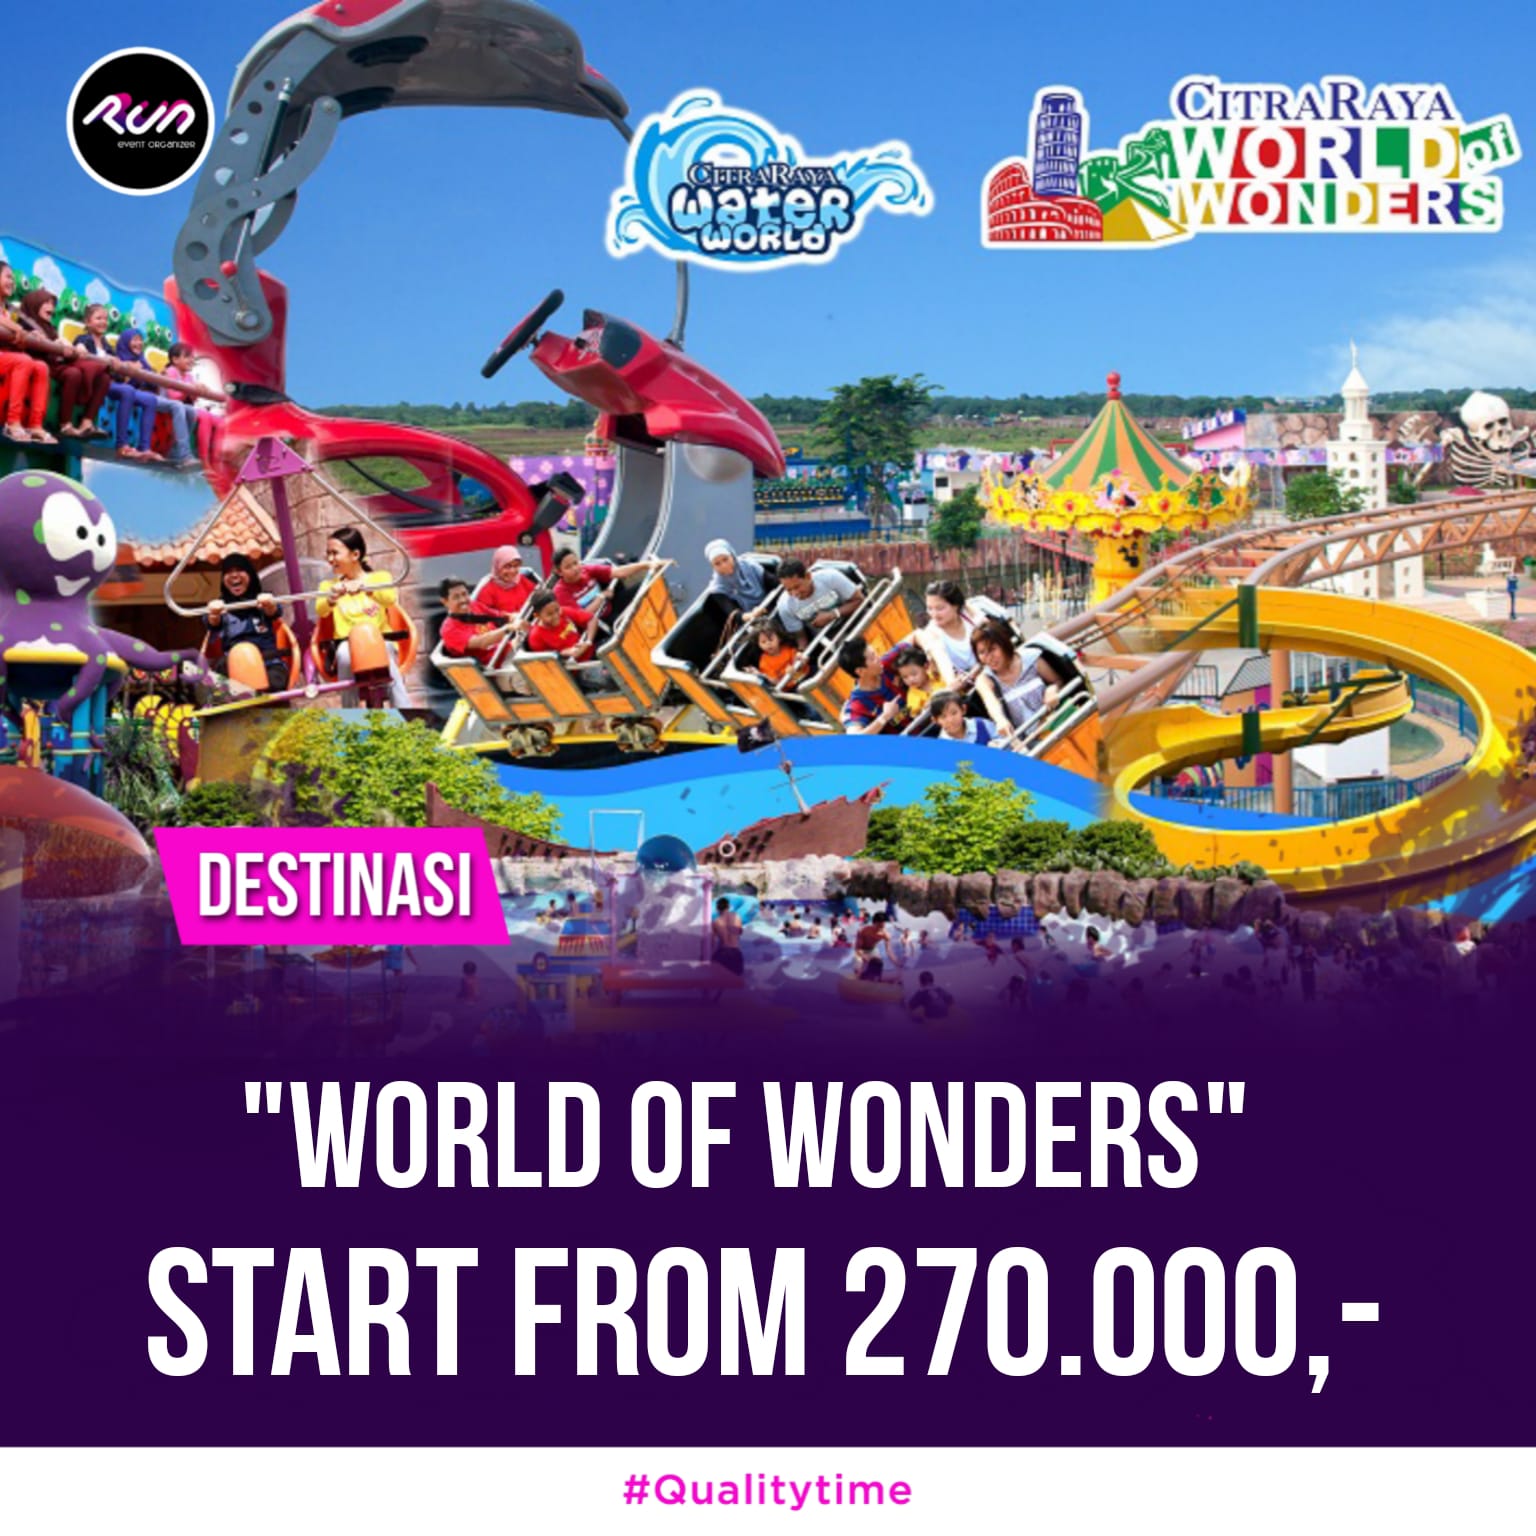 Run
EVENT ORGANIZER
CITRARAYA
water
WORLD
CITRARAYA
WORLD of
WONDERS
DESTINASI
"WORLD OF WONDERS"
START FROM 270.000,-
#Qualitytime